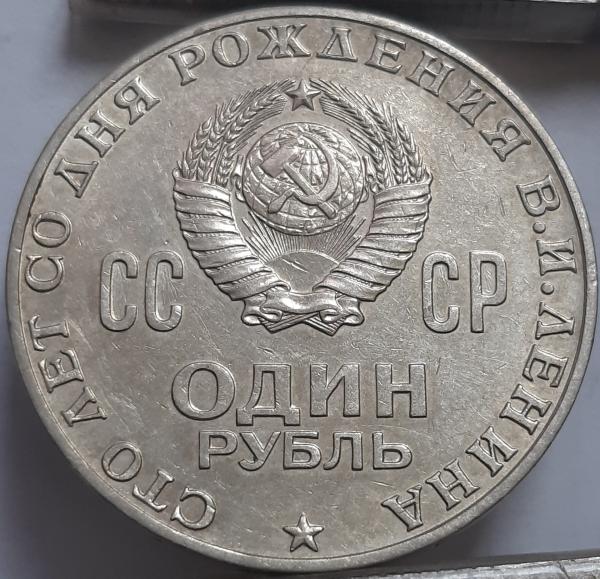 СТО ЛЕТ СО ДНЯ РОЖДЕНИЯ В.И.ЛЕНИНА
СС СР
ОДИН
РУБЛЬ